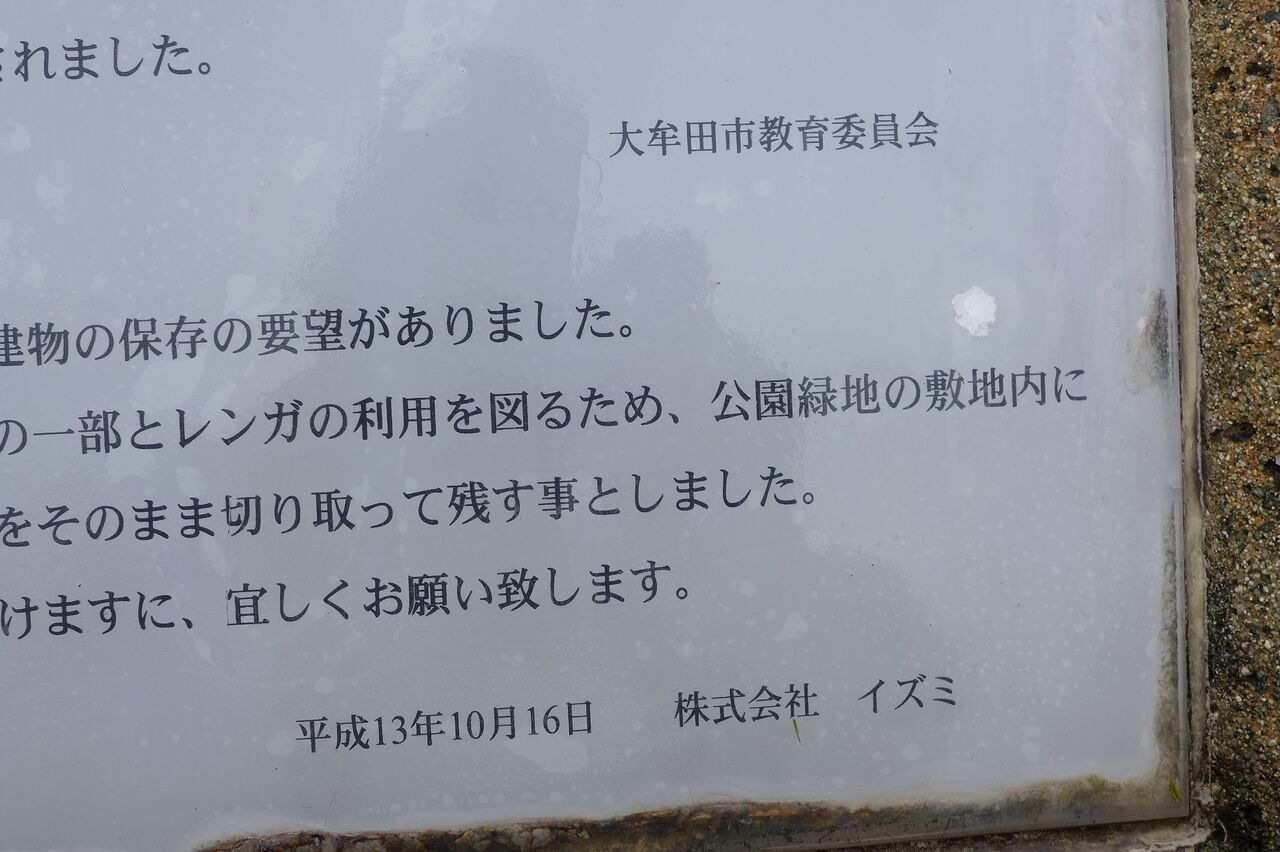 れました。
大牟田市教育委員会
建物の保存の要望がありました。
の一部とレンガの利用を図るため、公園緑地の敷地内に
をそのまま切り取って残す事としました。
けますに、宜しくお願い致します。
平成13年10月16日　株式会社　イズミ